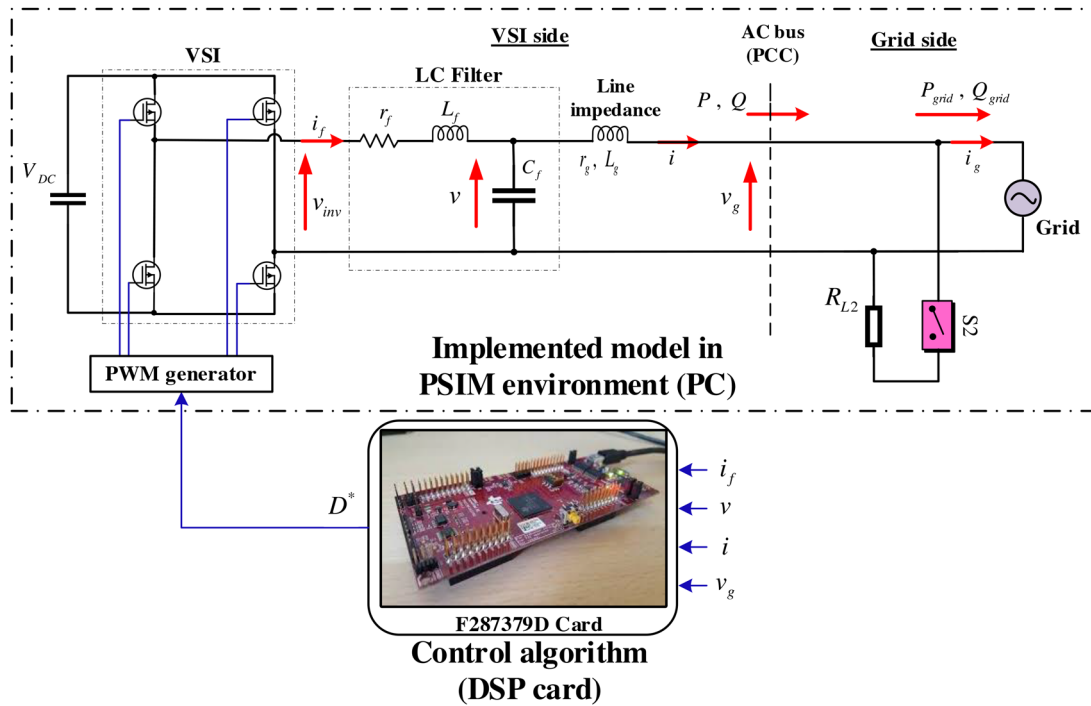 VSI side
AC bus
(PCC)
Grid side
VSI
LC Filter
Line
impedance
P , Q
P_grid , Q_grid
i_f
r_f
L_f
r_g, L_g
i
i_g
V_DC
v_inv
v
C_f
v_g
Grid
R_L2
S2
PWM generator
Implemented model in
PSIM environment (PC)
D*
i_f
v
i
v_g
F287379D Card
Control algorithm
(DSP card)